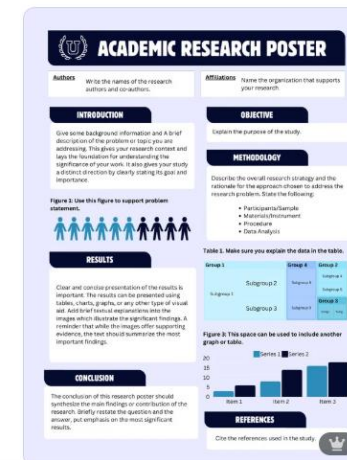 ACADEMIC RESEARCH POSTER
Authors
Write the names of the research
authors and co-authors.
Affiliations
Name the organization that supports
your research.
INTRODUCTION
Give some background information and A brief
description of the problem or topic you are
addressing. This gives your research context and
lays the foundation for understanding the
significance of your work. It also gives your study
a distinct direction by clearly stating its goal and
importance.
Figure 1: Use this figure to support problem
statement.
RESULTS
Clear and concise presentation of the results is
important. The results can be presented using
tables, charts, graphs, or any other type of visual
aid. Add brief textual explanations into the
images which illustrate the significant findings. A
reminder that while the images offer supporting
evidence, the text should summarize the most
important findings.
CONCLUSION
The conclusion of this research poster should
synthesize the main findings or contribution of the
research. Briefly restate the question and the
answer, put emphasis on the most significant
results.
OBJECTIVE
Explain the purpose of the study.
METHODOLOGY
Describe the overall research strategy and the
rationale for the approach chosen to address the
research problem. State the following:
• Participants/Sample
• Materials/Instrument
• Procedure
• Data Analysis
Table 1. Make sure you explain the data in the table.
Group 1
Group 4
Group 2
Subgroup 1
Subgroup 2
Subgroup 3
Group 3
Figure 3: This space can be used to include another
graph or table.
Series 1
Series 2
20
15
10
5
0
Item 1
Item 2
Item 3
REFERENCES
Cite the references used in the study.